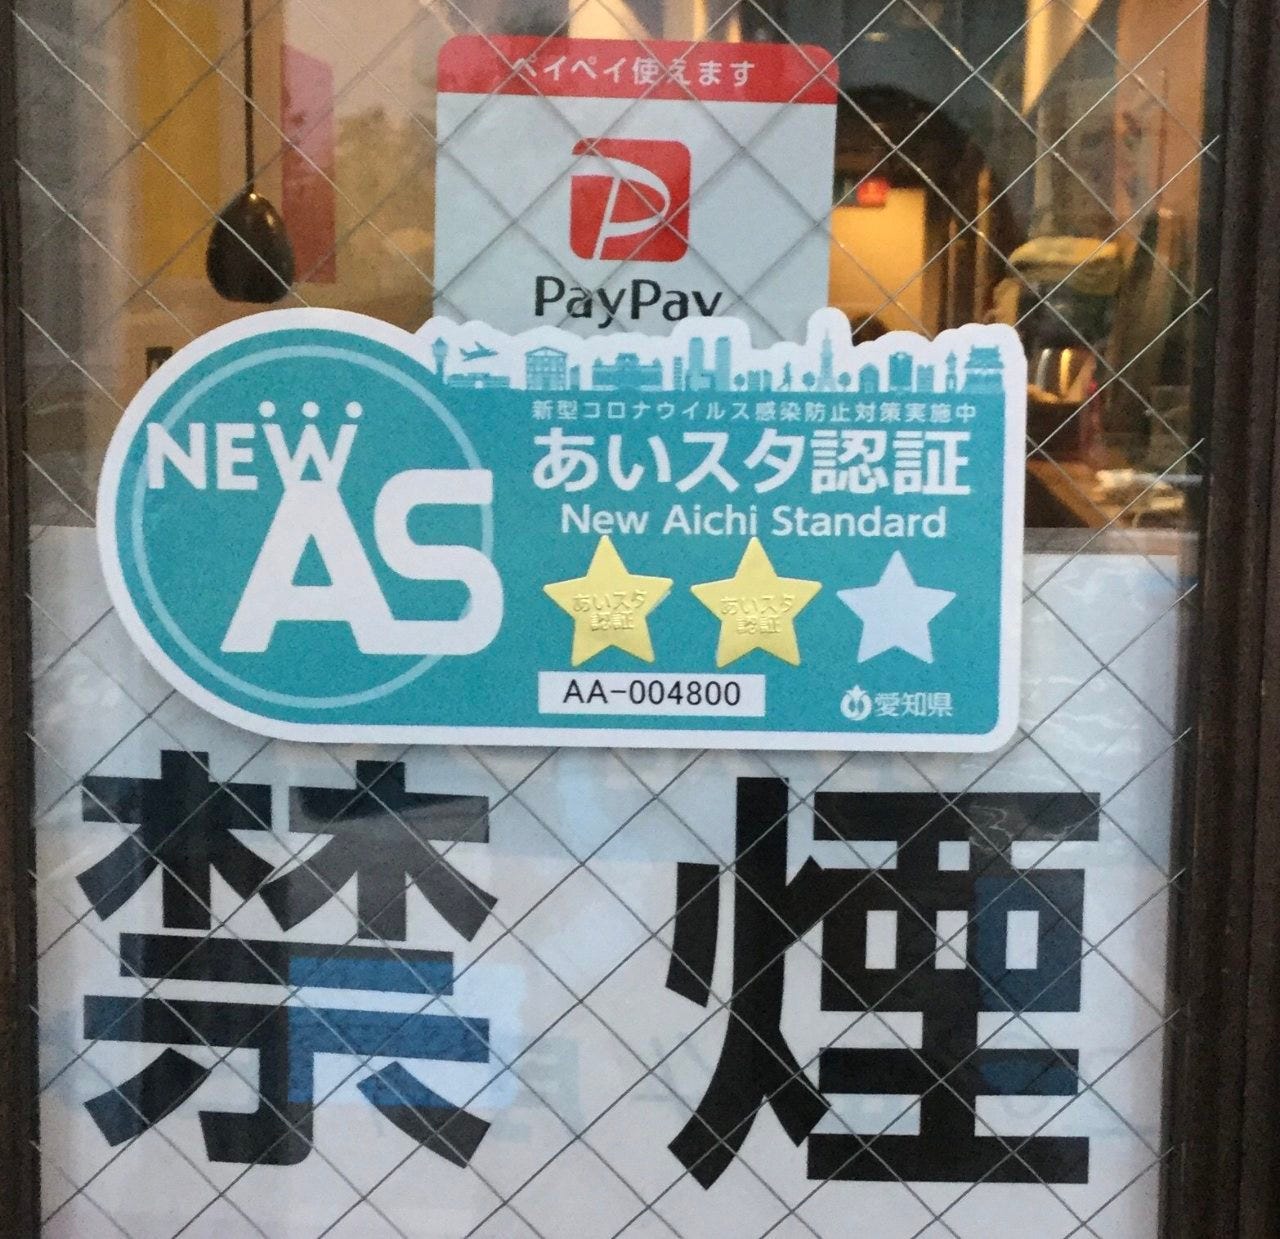 ペイペイ使えます
PayPay
新型コロナウイルス感染防止対策実施中
NEW
AS
あいスタ認証
New Aichi Standard
あいスタ
認証
あいスタ
認証
AA-004800
愛知県
禁煙